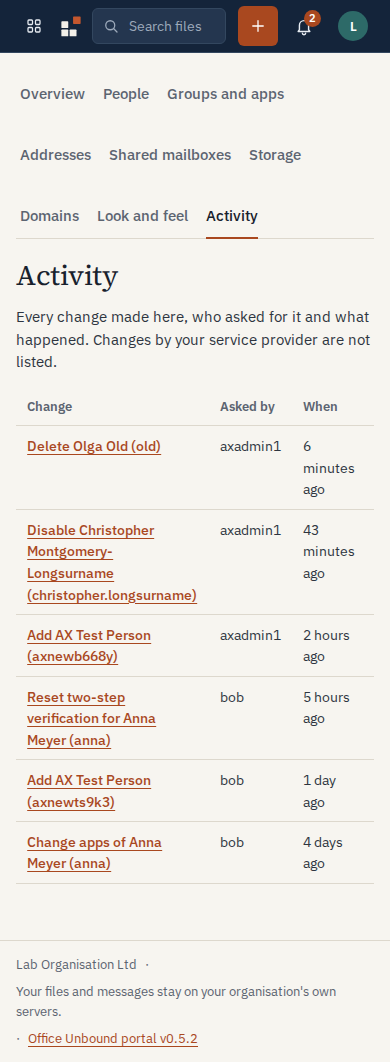 Search files
2
L
Overview People Groups and apps
Addresses Shared mailboxes Storage
Domains Look and feel Activity
Activity
Every change made here, who asked for it and what
happened. Changes by your service provider are not
listed.
Change Asked by When
Delete Olga Old (old) axadmin1 6
minutes
ago
Disable Christopher axadmin1 43
Montgomery- minutes
Longsurname ago
(christopher.longsurname)
Add AX Test Person axadmin1 2 hours
(axnewb668y) ago
Reset two-step bob 5 hours
verification for Anna ago
Meyer (anna)
Add AX Test Person bob 1 day
(axnewts9k3) ago
Change apps of Anna bob 4 days
Meyer (anna) ago
Lab Organisation Ltd ·
Your files and messages stay on your organisation's own
servers.
· Office Unbound portal v0.5.2